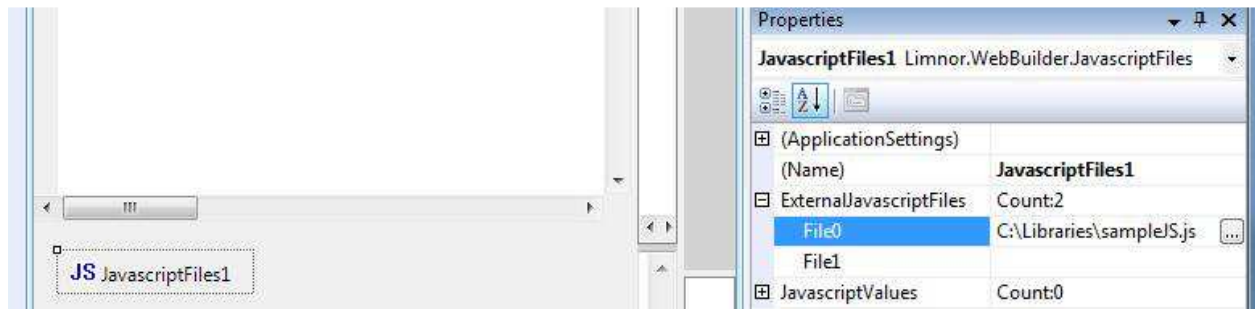 Properties
JavascriptFiles1 Limnor.WebBuilder.JavascriptFiles
(ApplicationSettings)
(Name) JavascriptFiles1
ExternalJavascriptFiles Count:2
File0 C:\Libraries\sampleJS.js ...
File1
JavascriptValues Count:0
JS JavascriptFiles1